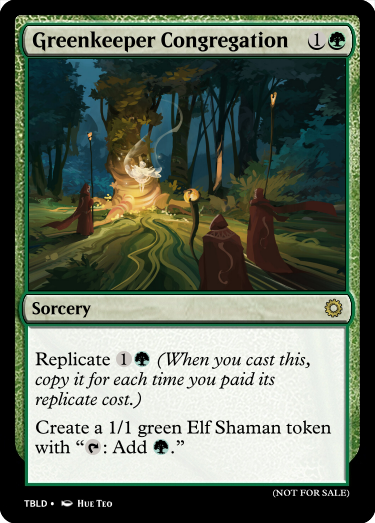 Greenkeeper Congregation 1
Sorcery
Replicate 1 (When you cast this,
copy it for each time you paid its
replicate cost.)
Create a 1/1 green Elf Shaman token
with “: Add .”
(NOT FOR SALE)
TBLD • Hue Teo